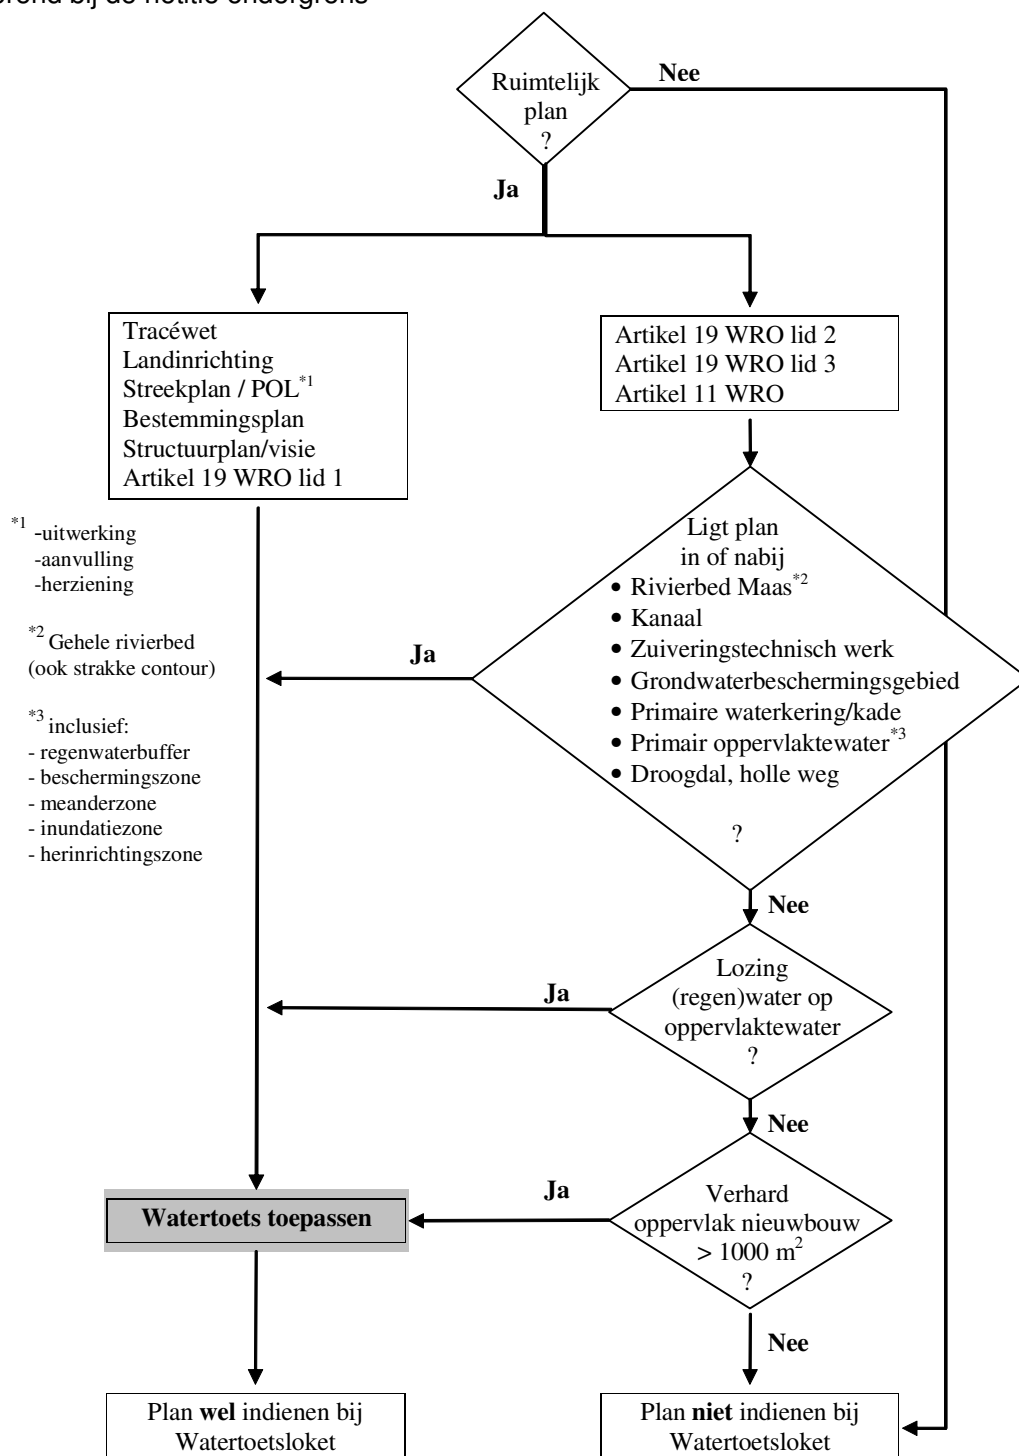 bij de notitie ondergrens
Ruimtelijk
plan
?
Nee
Ja
Tracéwet
Landinrichting
Streekplan / POL*1
Bestemmingsplan
Structuurplan/visie
Artikel 19 WRO lid 1
Artikel 19 WRO lid 2
Artikel 19 WRO lid 3
Artikel 11 WRO
*1 -uitwerking
-aanvulling
-herziening
*2 Gehele rivierbed
(ook strakke contour)
*3 inclusief:
- regenwaterbuffer
- beschermingszone
- meanderzone
- inundatiezone
- herinrichtingszone
Ligt plan
in of nabij
• Rivierbed Maas*2
• Kanaal
• Zuiveringstechnisch werk
• Grondwaterbeschermingsgebied
• Primaire waterkering/kade
• Primair oppervlaktewater*3
• Droogdal, holle weg
?
Ja
Nee
Lozing
(regen)water op
oppervlaktewater
?
Ja
Nee
Verhard
oppervlak nieuwbouw
> 1000 m2
?
Ja
Watertoets toepassen
Nee
Plan wel indienen bij
Watertoetsloket
Plan niet indienen bij
Watertoetsloket